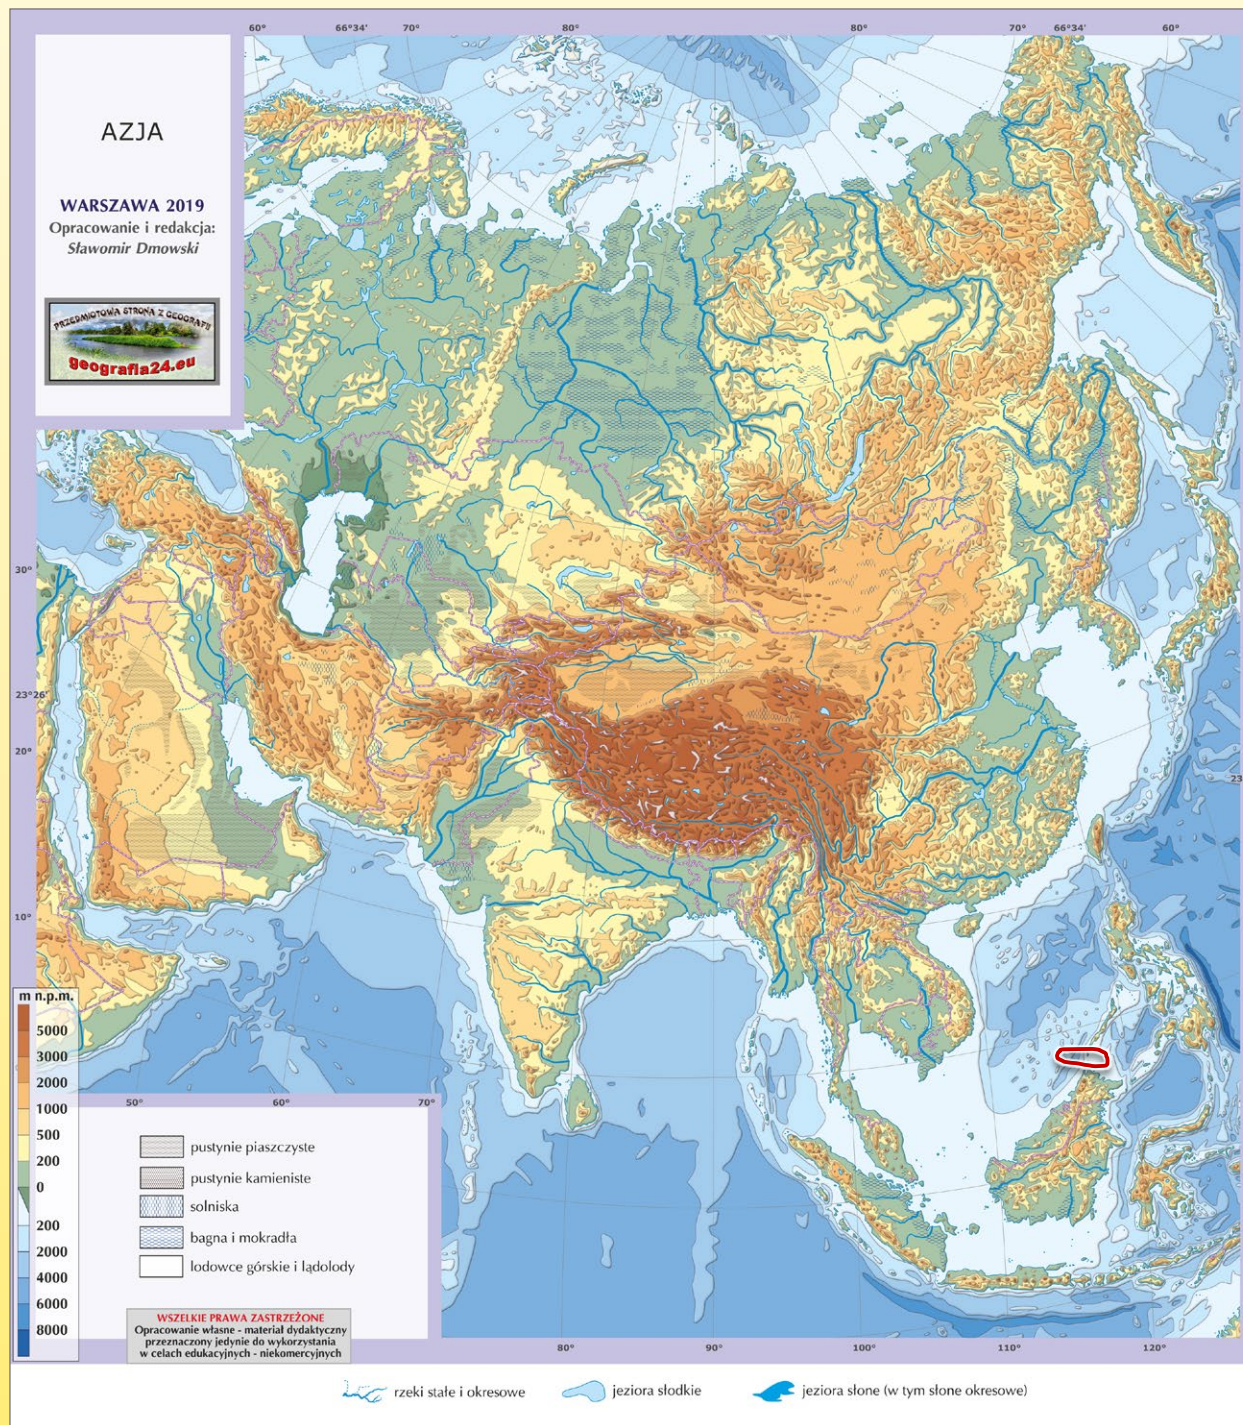 60° 66°34' 70° 80° 80° 70° 66°34' 60°
AZJA
WARSZAWA 2019
Opracowanie i redakcja:
Sławomir Dmowski
PRZEDMIOTOWA STRONA Z GEOGRAFII
geografia24.eu
30°
23°26'
20°
23
10°
m n.p.m.
5000
3000
2000
1000
500
200
0
200
2000
4000
6000
8000
50° 60° 70°
pustynie piaszczyste
pustynie kamieniste
solniska
bagna i mokradła
lodowce górskie i lądolody
WSZELKIE PRAWA ZASTRZEŻONE
Opracowanie własne - materiał dydaktyczny
przeznaczony jedynie do wykorzystania
w celach edukacyjnych - niekomercyjnych
80° 90° 100° 110° 120°
rzeki stałe i okresowe
jeziora słodkie
jeziora słone (w tym słone okresowe)